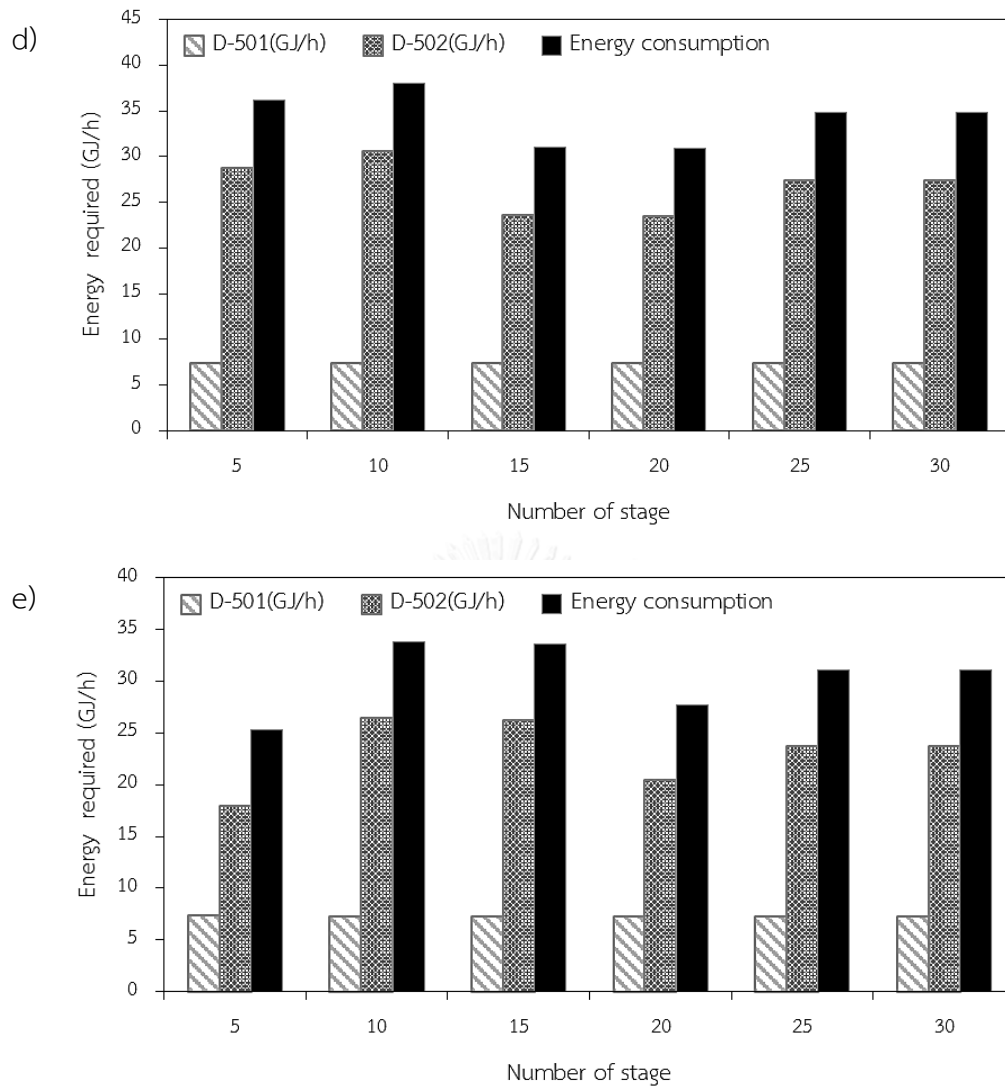 d)
D-501(GJ/h) D-502(GJ/h) Energy consumption
Energy required (GJ/h)
45
40
35
30
25
20
15
10
5
0
5 10 15 20 25 30
Number of stage
e)
D-501(GJ/h) D-502(GJ/h) Energy consumption
Energy required (GJ/h)
40
35
30
25
20
15
10
5
0
5 10 15 20 25 30
Number of stage